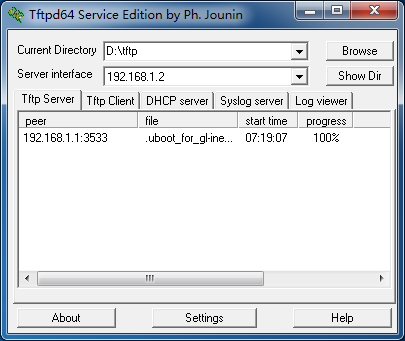 Tftpd64 Service Edition by Ph. Jounin
Current Directory D:\tftp Browse
Server interface 192.168.1.2 Show Dir
Tftp Server Tftp Client DHCP server Syslog server Log viewer
peer file start time progress
192.168.1.1:3533 .uboot_for_gl-ine... 07:19:07 100%
About Settings Help